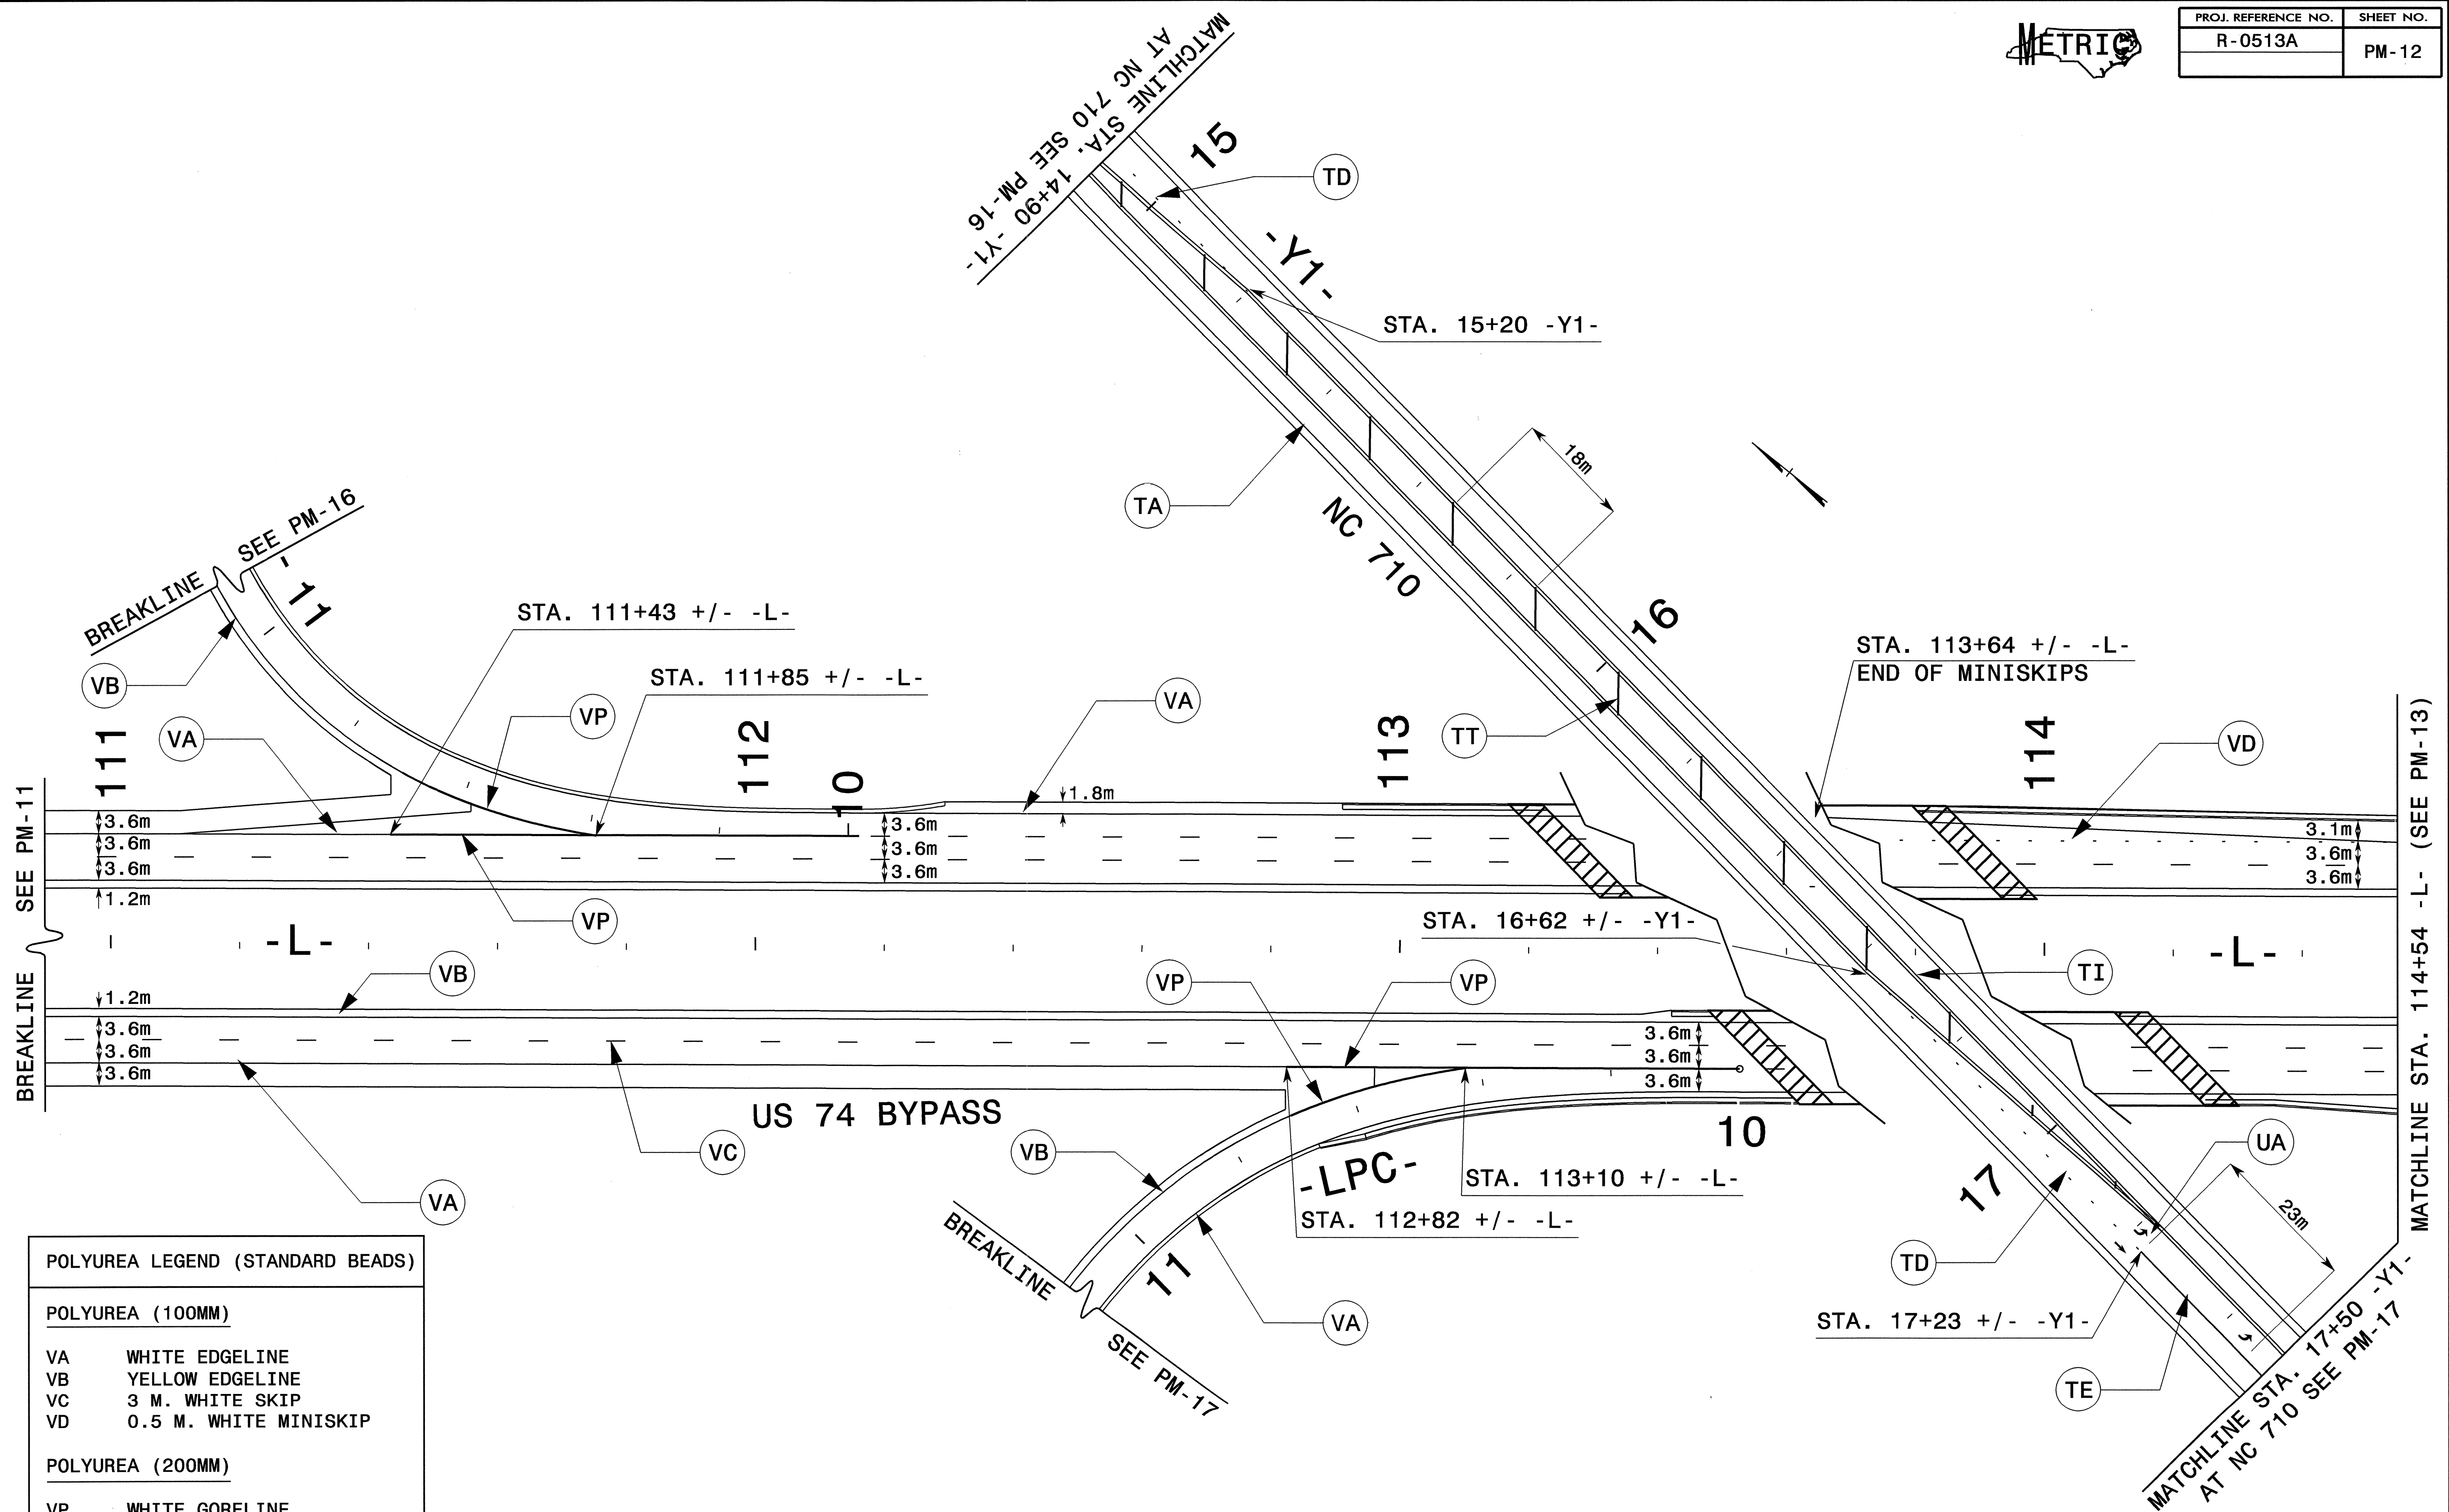 METRIC
PROJ. REFERENCE NO.
SHEET NO.
R-0513A
PM-12
MATCHLINE STA. 14+90 -Y1-
AT NC 710 SEE PM-16
15
TD
-Y1-
STA. 15+20 -Y1-
18m
TA
NC 710
16
SEE PM-16
BREAKLINE
11
STA. 111+43 +/- -L-
STA. 111+85 +/- -L-
STA. 113+64 +/- -L-
END OF MINISKIPS
VB
VP
VA
VA
111
112
10
113
TT
114
VD
1.8m
3.6m
3.6m
3.6m
1.2m
3.6m
3.6m
3.6m
3.1m
3.6m
3.6m
VP
STA. 16+62 +/- -Y1-
BREAKLINE SEE PM-11
-L-
VB
VP
VP
TI
-L-
1.2m
3.6m
3.6m
3.6m
3.6m
3.6m
3.6m
US 74 BYPASS
VC
VA
VB
-LPC-
10
STA. 113+10 +/- -L-
STA. 112+82 +/- -L-
17
UA
23m
TD
STA. 17+23 +/- -Y1-
TE
BREAKLINE
SEE PM-17
11
VA
MATCHLINE STA. 114+54 -L- (SEE PM-13)
MATCHLINE STA. 17+50 -Y1-
AT NC 710 SEE PM-17
POLYUREA LEGEND (STANDARD BEADS)
POLYUREA (100MM)
VA WHITE EDGELINE
VB YELLOW EDGELINE
VC 3 M. WHITE SKIP
VD 0.5 M. WHITE MINISKIP
POLYUREA (200MM)
VP WHITE GORELINE